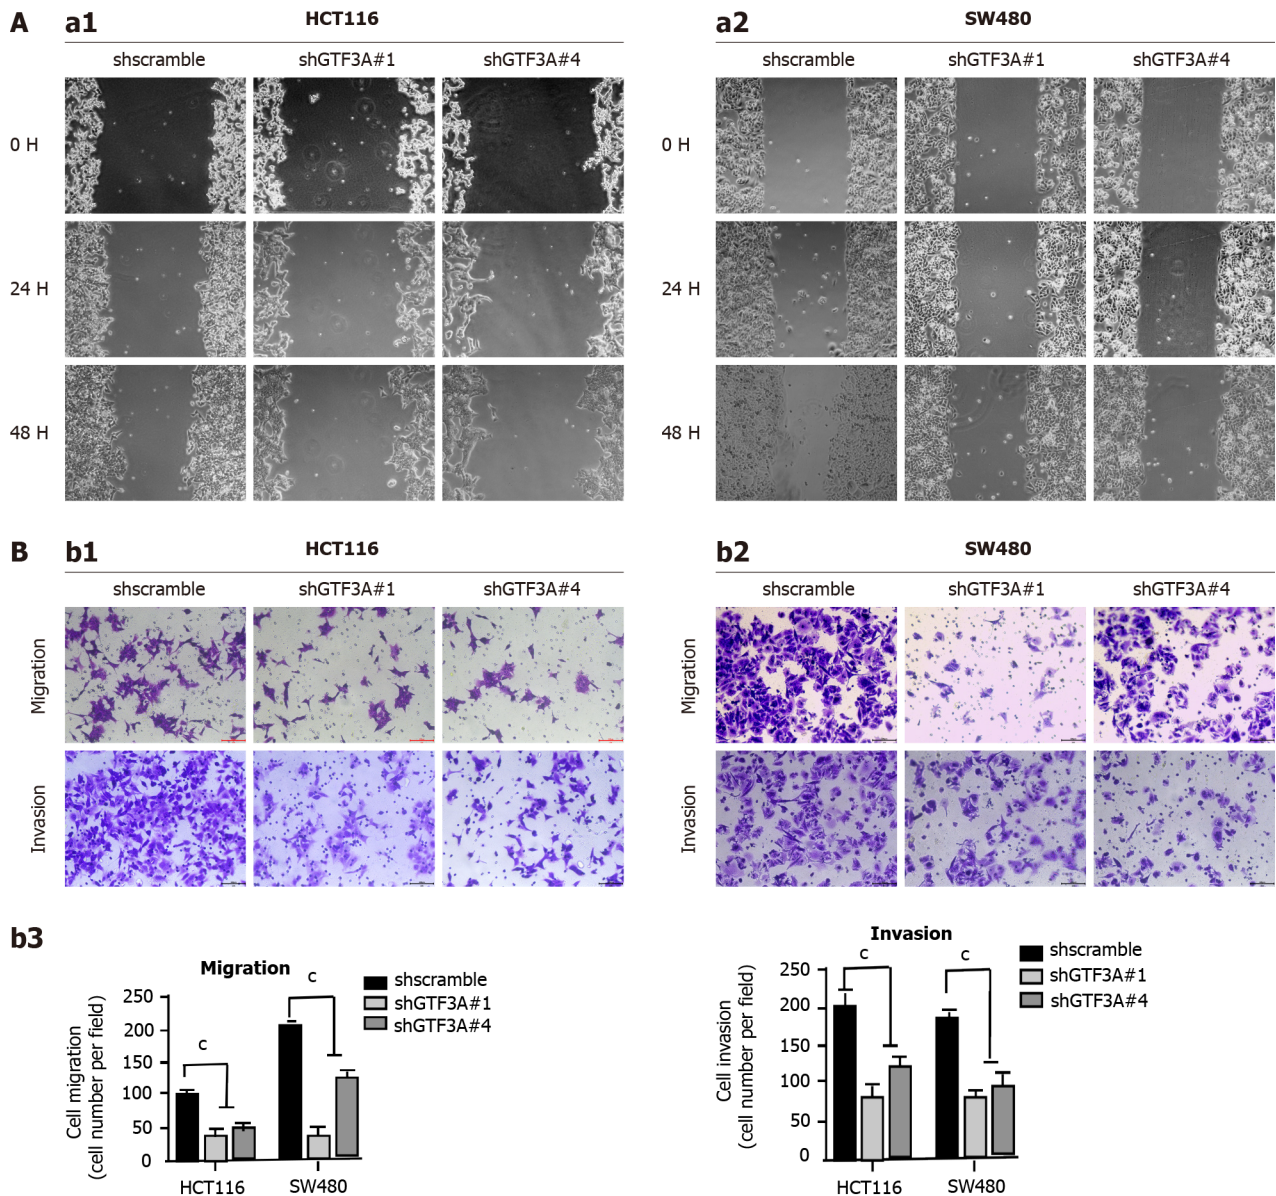 A
a1
HCT116
shscramble
shGTF3A#1
shGTF3A#4
0 H
24 H
48 H
a2
SW480
shscramble
shGTF3A#1
shGTF3A#4
0 H
24 H
48 H
B
b1
HCT116
shscramble
shGTF3A#1
shGTF3A#4
Migration
Invasion
b2
SW480
shscramble
shGTF3A#1
shGTF3A#4
Migration
Invasion
b3
Migration
Cell migration
(cell number per field)
250
200
150
100
50
0
c
c
HCT116
SW480
shscramble
shGTF3A#1
shGTF3A#4
Invasion
Cell invasion
(cell number per field)
250
200
150
100
50
0
c
c
HCT116
SW480
shscramble
shGTF3A#1
shGTF3A#4